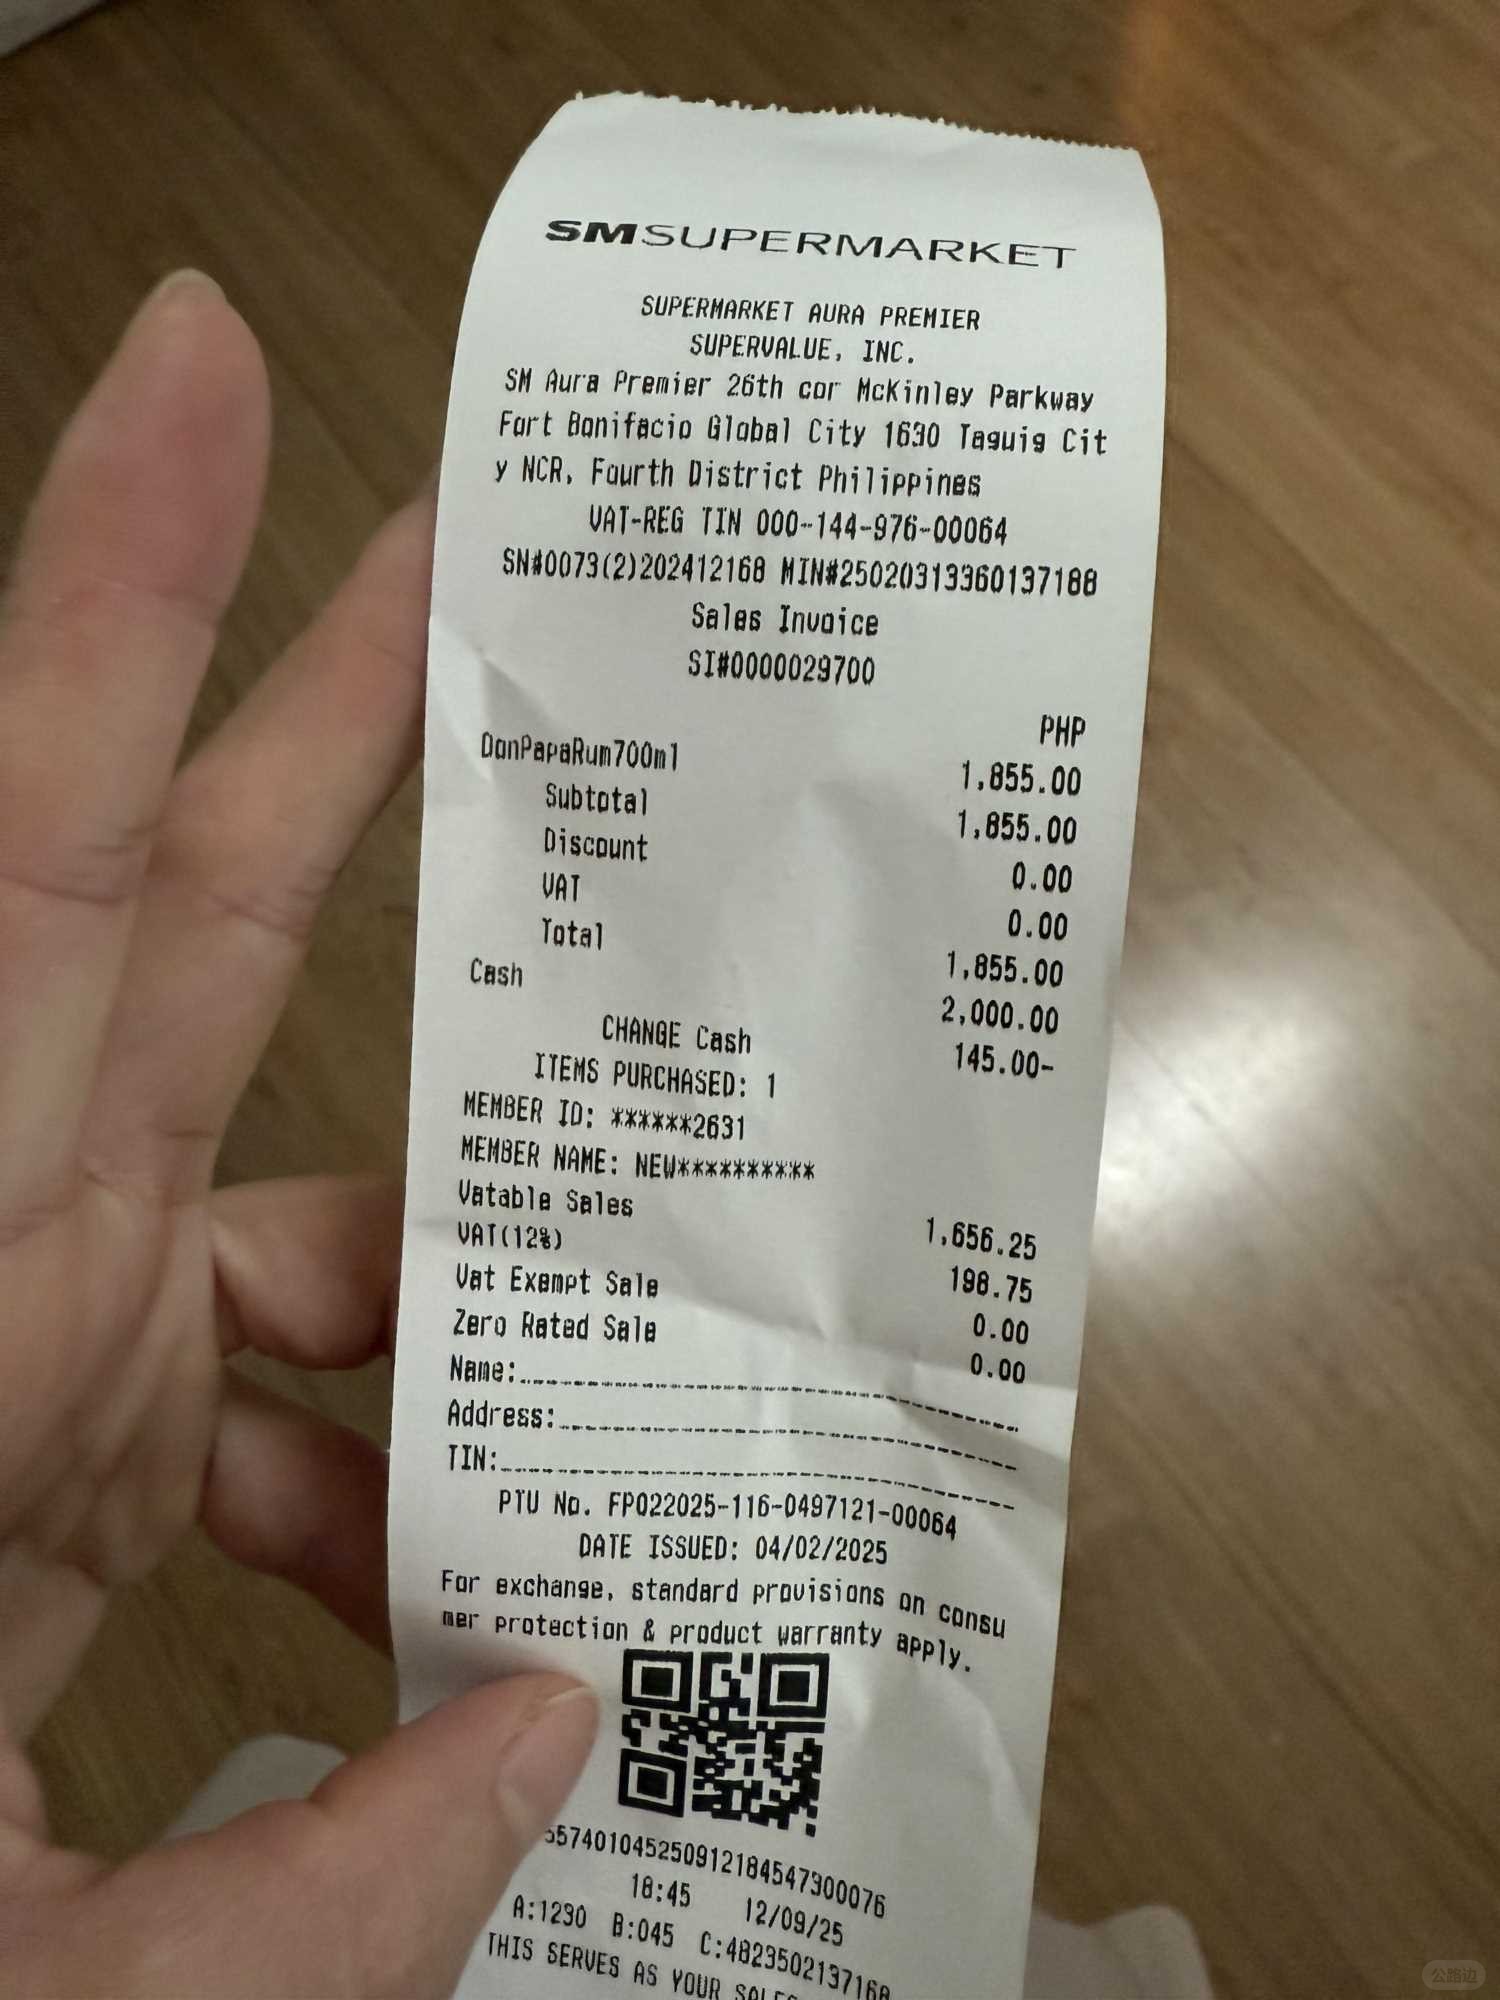 SMSUPERMARKET
SUPERMARKET AURA PREMIER
SUPERVALUE, INC.
SM Aura Premier 26th cor McKinley Parkway
Fort Bonifacio Global City 1630 Taguig Cit
y NCR, Fourth District Philippines
VAT-REG TIN 000-144-976-00064
SN#0073(2)202412168 MIN#25020313360137188
Sales Invoice
SI#0000029700
PHP
DonPapaRum700ml 1,855.00
Subtotal 1,855.00
Discount 0.00
VAT 0.00
Total 1,855.00
Cash 2,000.00
CHANGE Cash 145.00-
ITEMS PURCHASED: 1
MEMBER ID: ******2631
MEMBER NAME: NEW**********
Vatable Sales 1,656.25
VAT(12%) 198.75
Vat Exempt Sale 0.00
Zero Rated Sale 0.00
Name:
Address:
TIN:
PTU No. FP022025-116-0497121-00064
DATE ISSUED: 04/02/2025
For exchange, standard provisions on consu
mer protection & product warranty apply.
18:45 12/09/25
A:1230 B:045 C:4823502137168
THIS SERVES AS YOUR
公路边